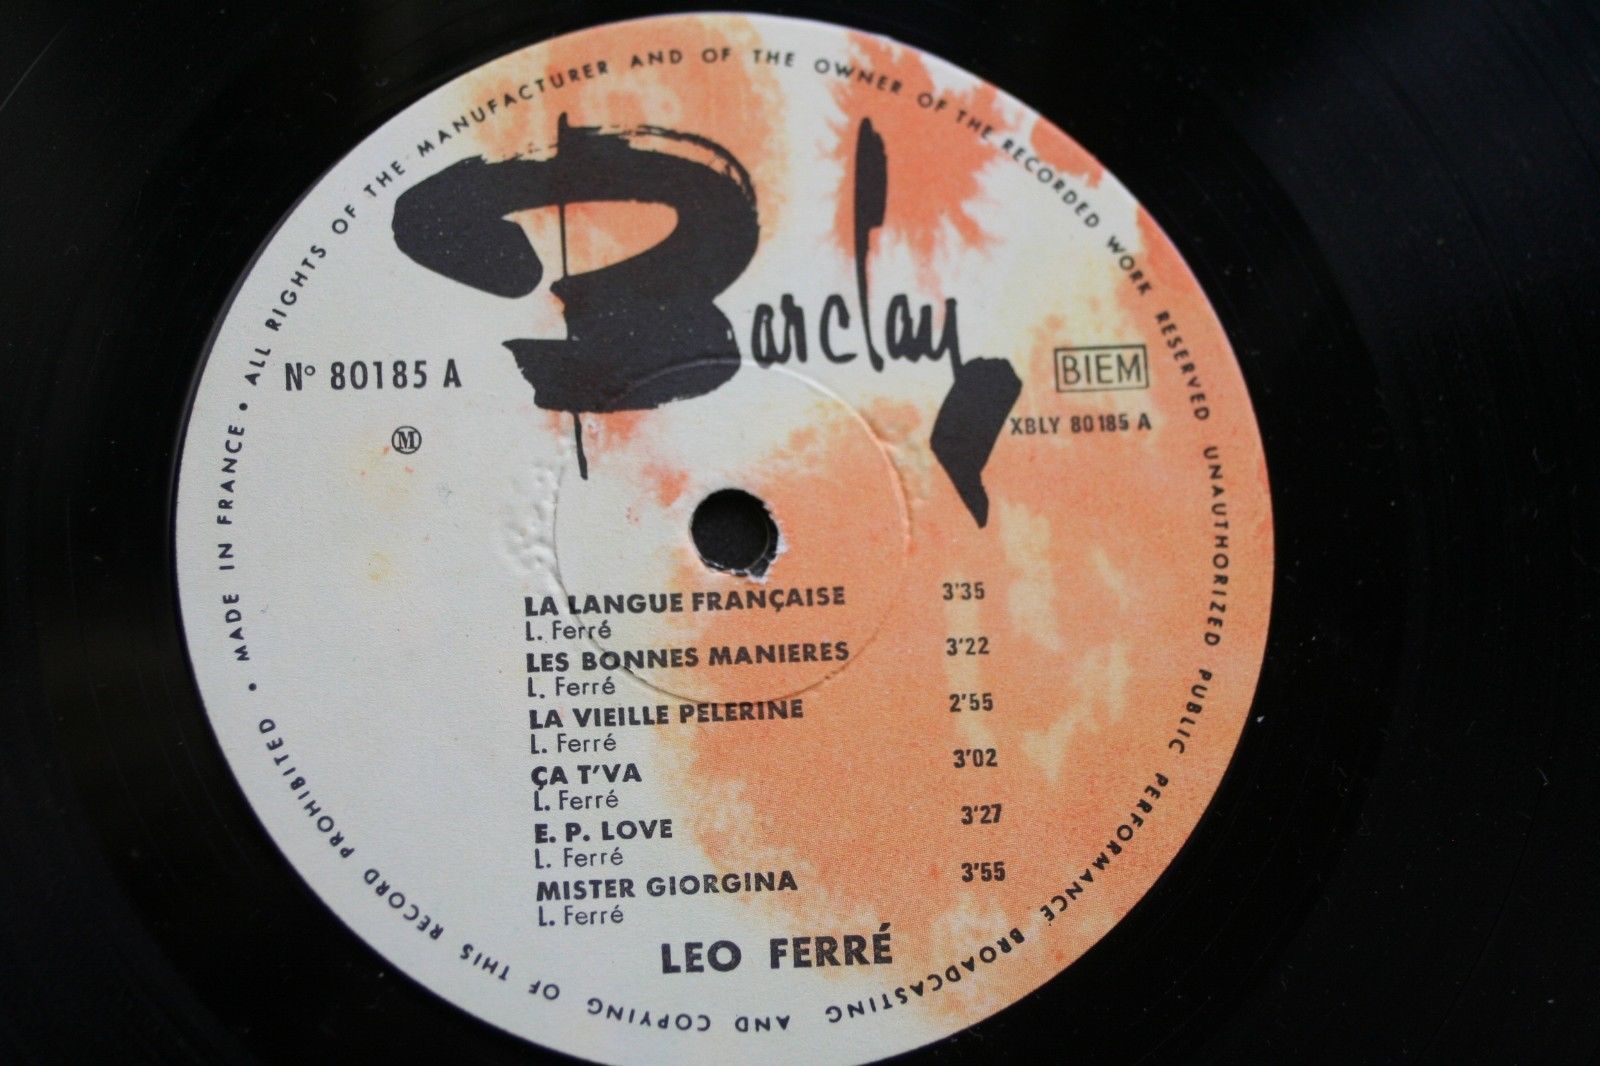 • ALL RIGHTS OF THE MANUFACTURER AND OF THE OWNER OF THE RECORDED WORK RESERVED UNAUTHORIZED PUBLIC PERFORMANCE BROADCASTING AND COPYING OF THIS RECORD PROHIBITED • MADE IN FRANCE
Barclay
N° 80185 A
BIEM
M
XBLY 80185 A
LA LANGUE FRANÇAISE 3'35
L. Ferré
LES BONNES MANIERES 3'22
L. Ferré
LA VIEILLE PELERINE 2'55
L. Ferré
ÇA T'VA 3'02
L. Ferré
E. P. LOVE 3'27
L. Ferré
MISTER GIORGINA 3'55
L. Ferré
LEO FERRÉ